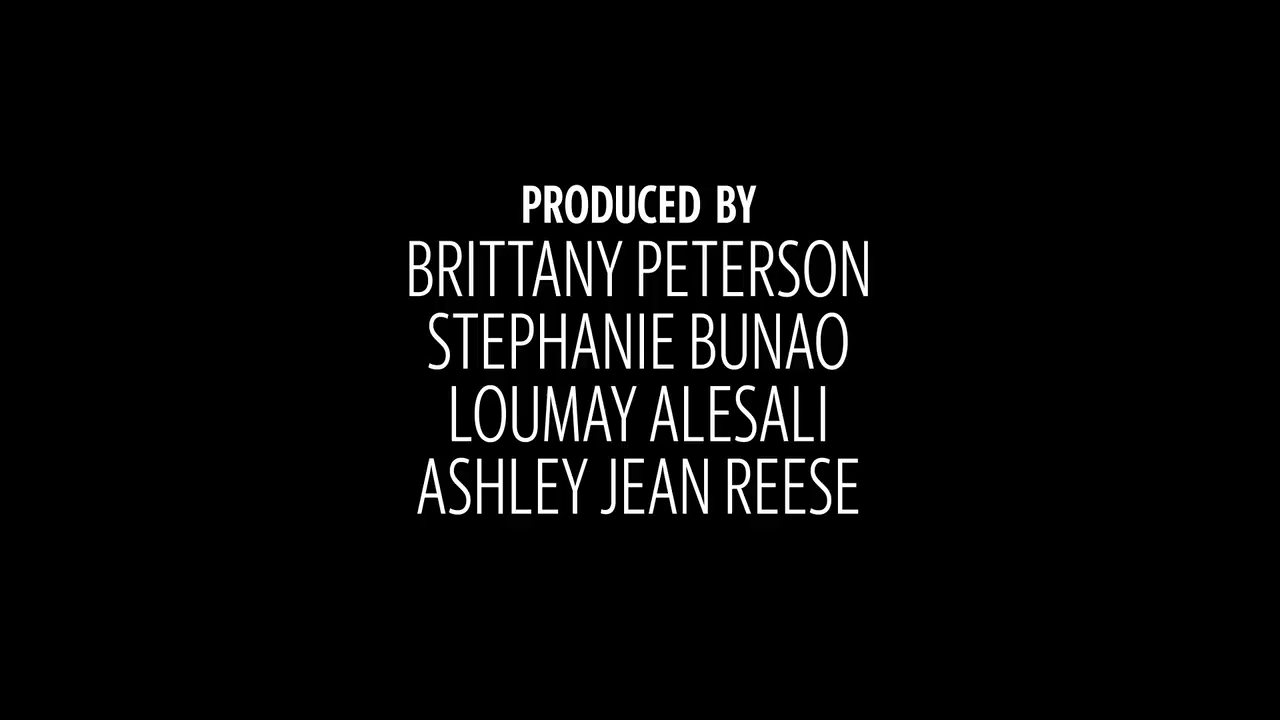 PRODUCED BY
BRITTANY PETERSON
STEPHANIE BUNAO
LOUMAY ALESALI
ASHLEY JEAN REESE